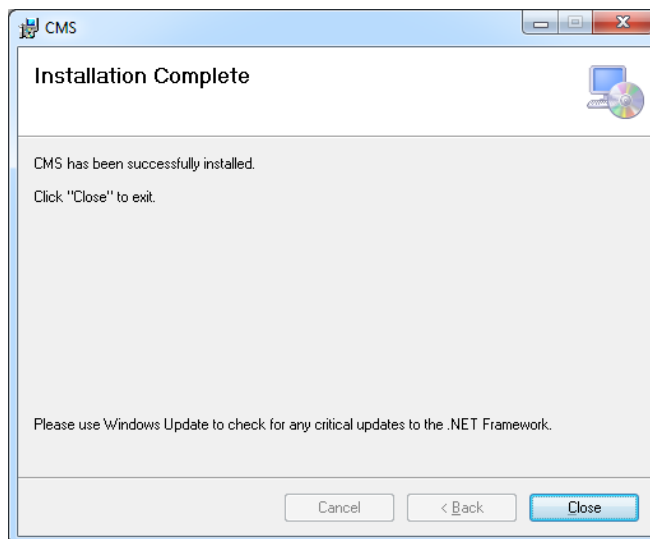 CMS
Installation Complete
CMS has been successfully installed.
Click "Close" to exit.
Please use Windows Update to check for any critical updates to the .NET Framework.
Cancel
< Back
Close